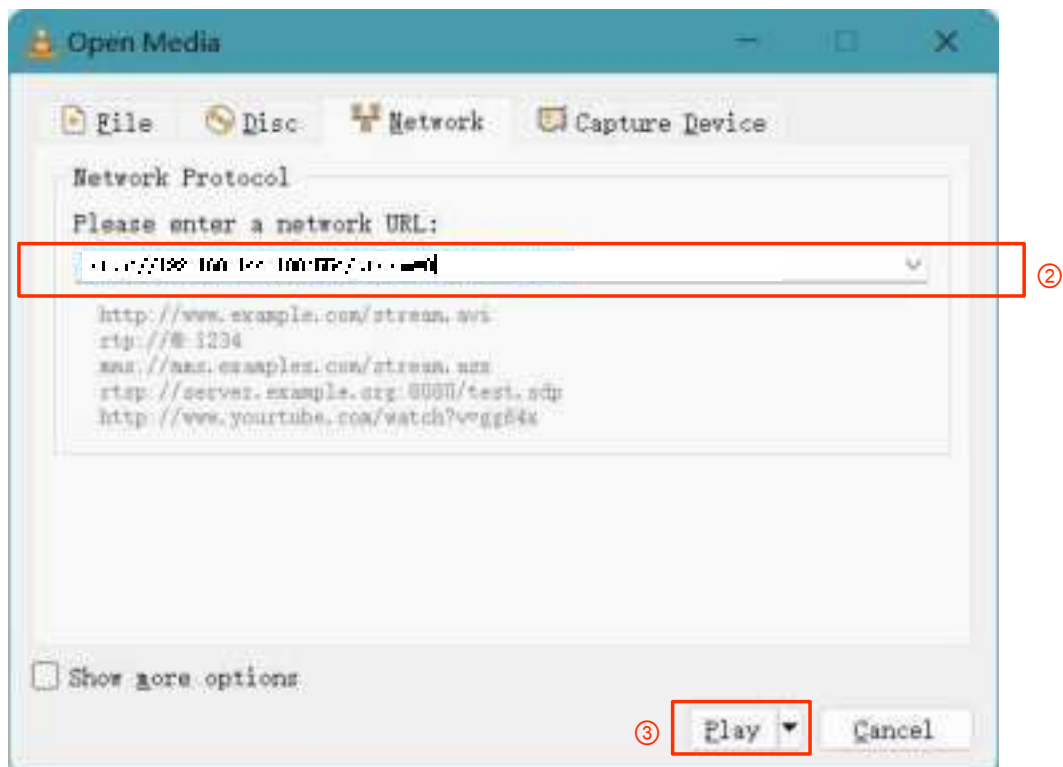 Open Media
File Disc Network Capture Device
Network Protocol
Please enter a network URL:
②
http://www.example.com/stream.avi
rtp://@:1234
mms://mms.examples.com/stream.asx
rtsp://server.example.org:8080/test.sdp
http://www.yourtube.com/watch?v=gg64x
Show more options
③ Play Cancel